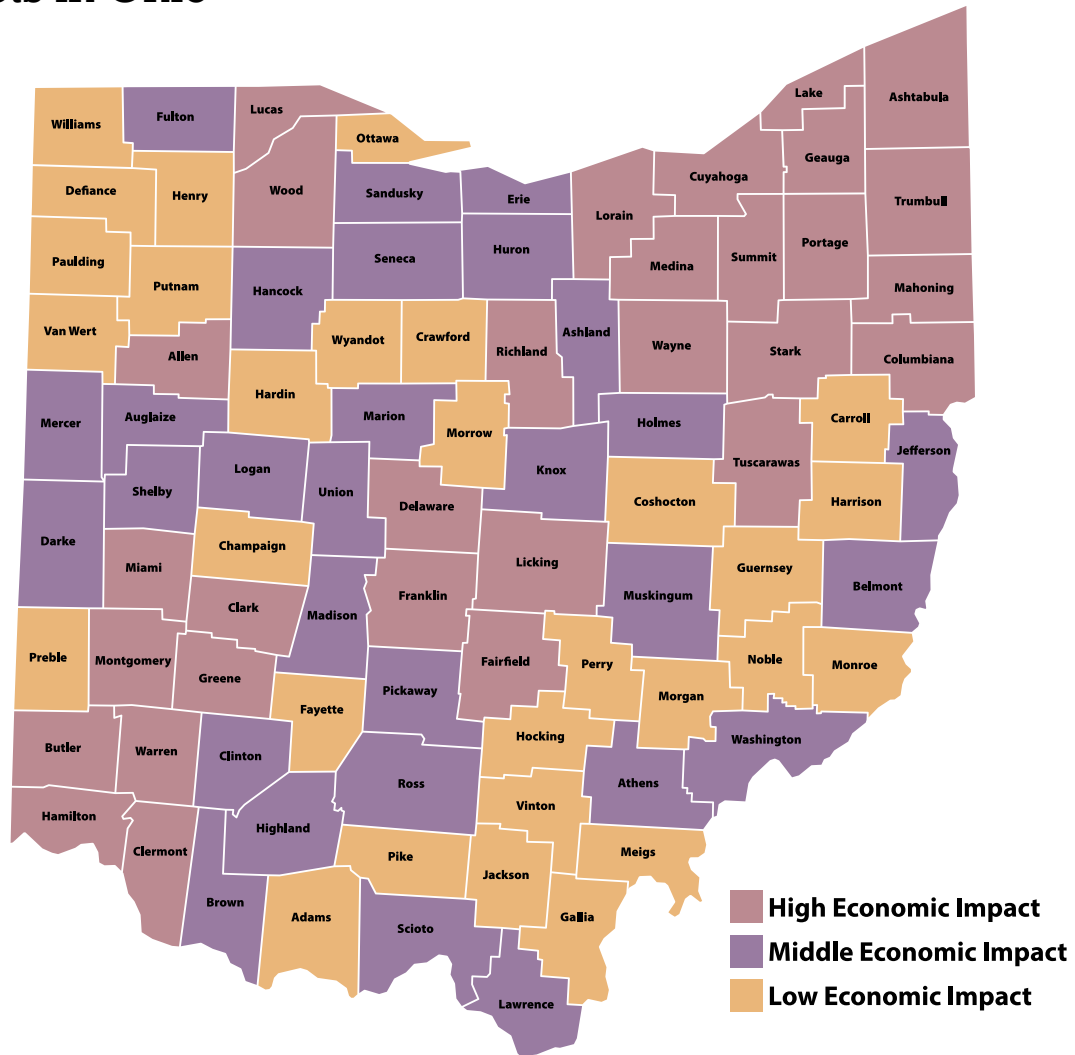 in Ohio
Lake
Ashtabula
Lucas
Fulton
Williams
Ottawa
Geauga
Cuyahoga
Wood
Defiance
Henry
Sandusky
Erie
Trumbull
Lorain
Portage
Huron
Summit
Seneca
Medina
Paulding
Putnam
Hancock
Mahoning
Van Wert
Ashland
Crawford
Wyandot
Wayne
Richland
Stark
Allen
Columbiana
Hardin
Marion
Auglaize
Carroll
Mercer
Holmes
Morrow
Jefferson
Tuscarawas
Logan
Knox
Shelby
Union
Coshocton
Harrison
Delaware
Darke
Champaign
Licking
Miami
Guernsey
Belmont
Franklin
Muskingum
Clark
Madison
Preble
Montgomery
Fairfield
Perry
Noble
Monroe
Greene
Pickaway
Morgan
Fayette
Hocking
Washington
Butler
Warren
Clinton
Ross
Athens
Vinton
Hamilton
Highland
Clermont
Pike
Meigs
Jackson
Brown
Adams
Gallia
Scioto
Lawrence
High Economic Impact
Middle Economic Impact
Low Economic Impact